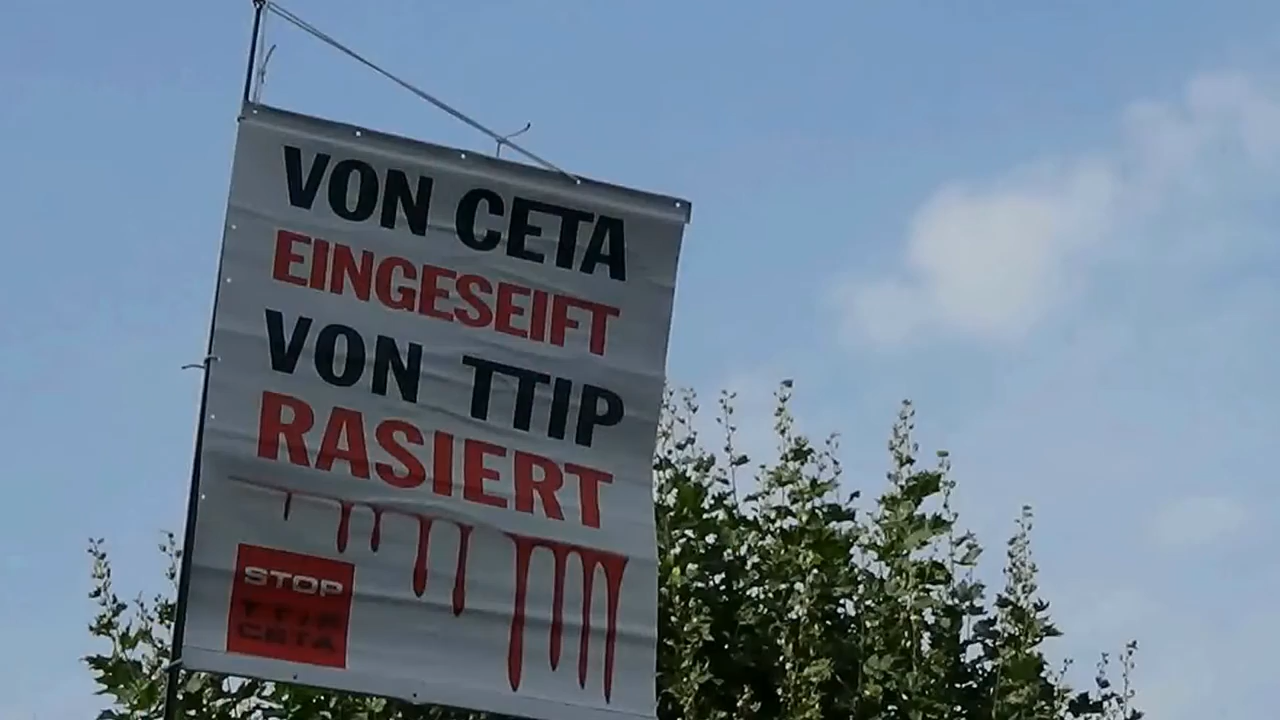 VON CETA
EINGESEIFT
VON TTIP
RASIERT
STOP
TTIP
CETA